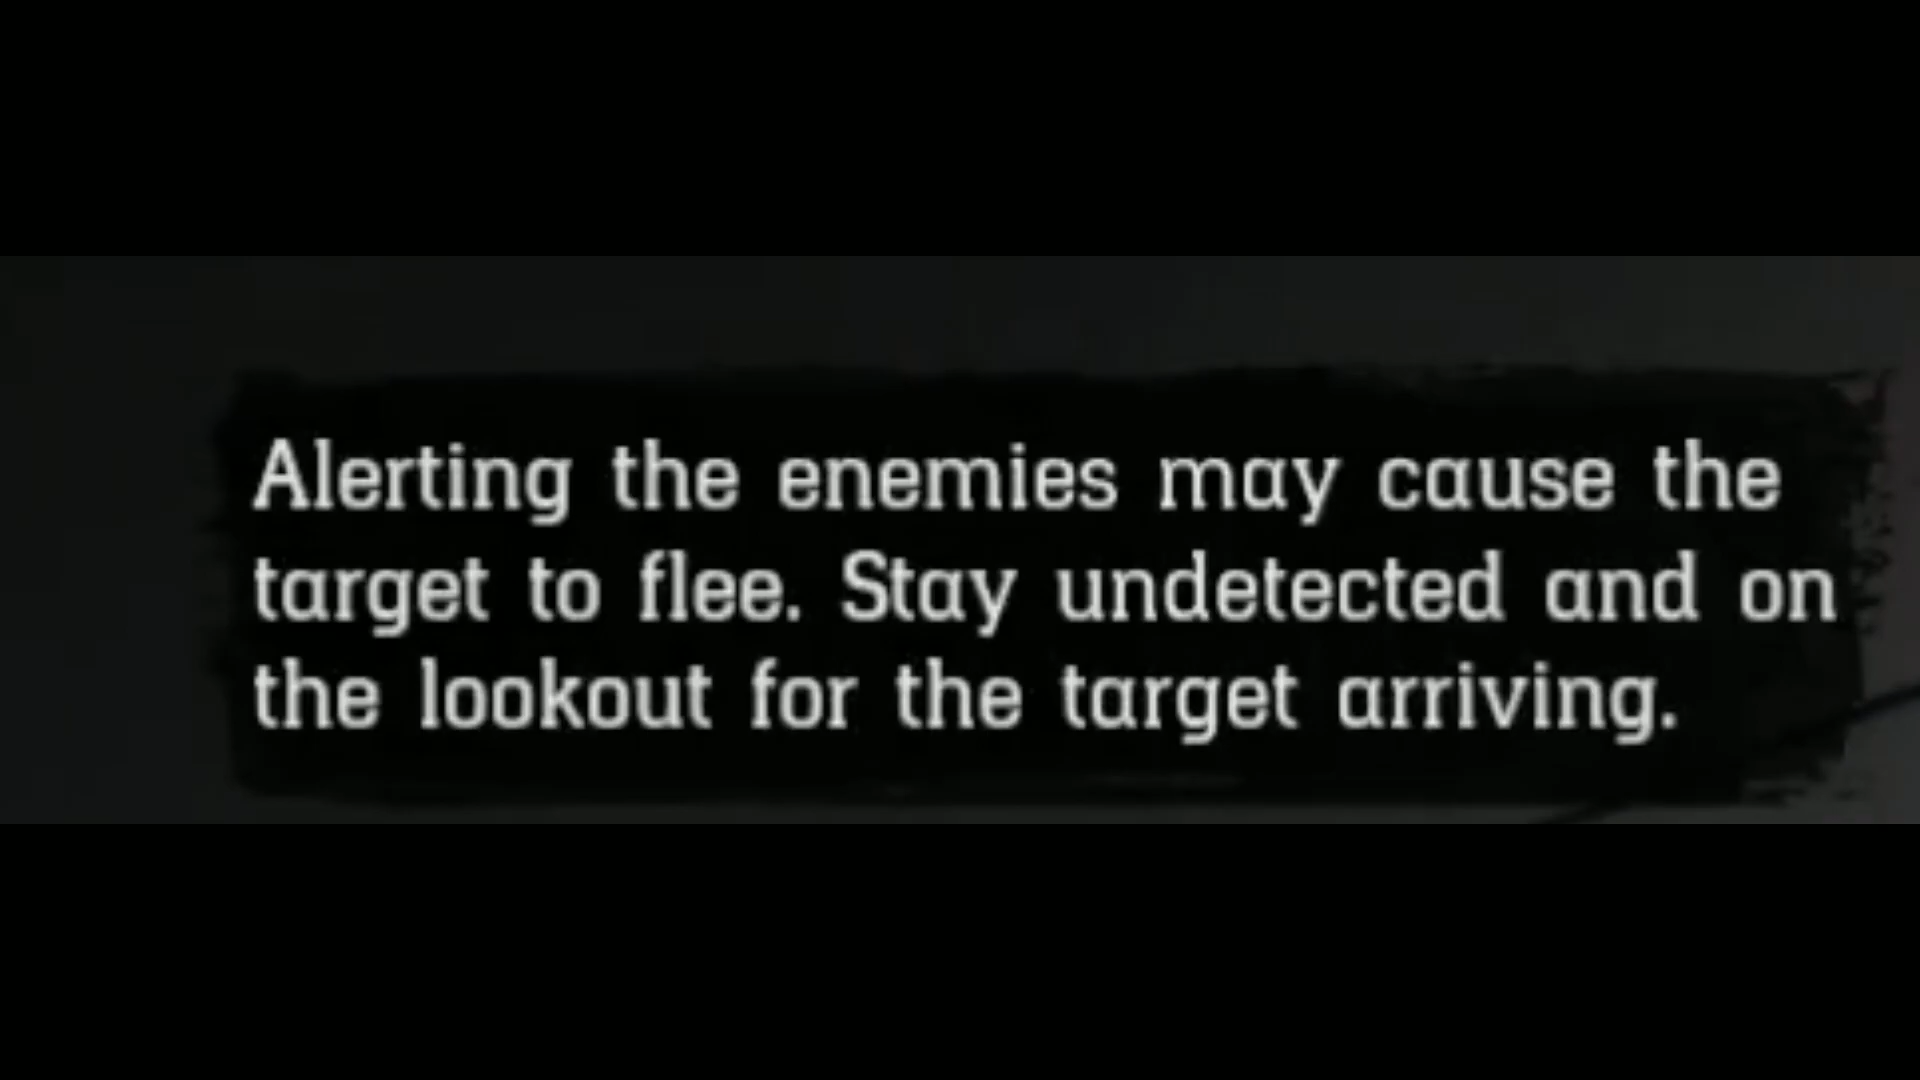 Alerting the enemies may cause the
target to flee. Stay undetected and on
the lookout for the target arriving.